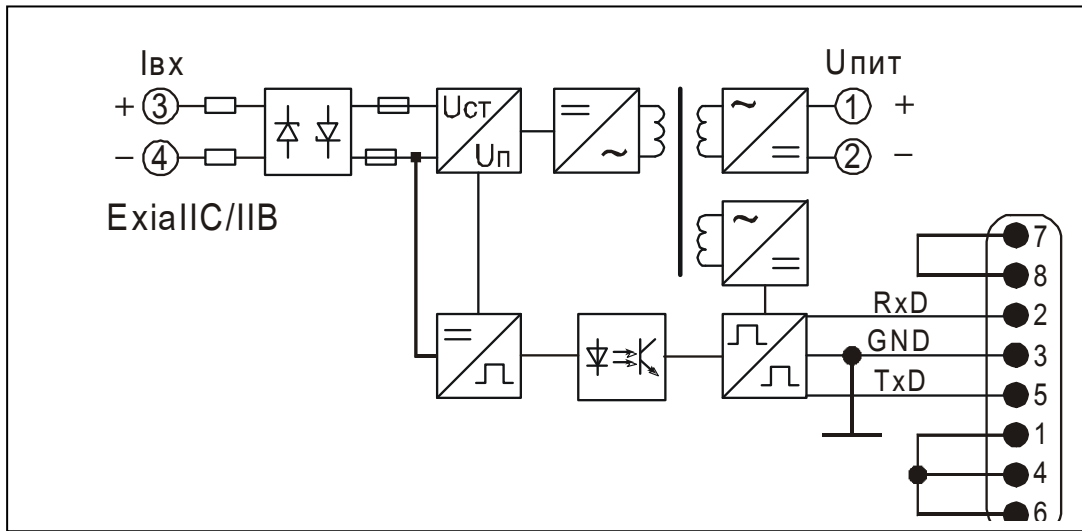 Iвх
Uпит
+ 3
Uст
1 +
- 4
Uп
2 -
ExiaIIC/IIB
7
8
RxD 2
GND 3
TxD 5
1
4
6